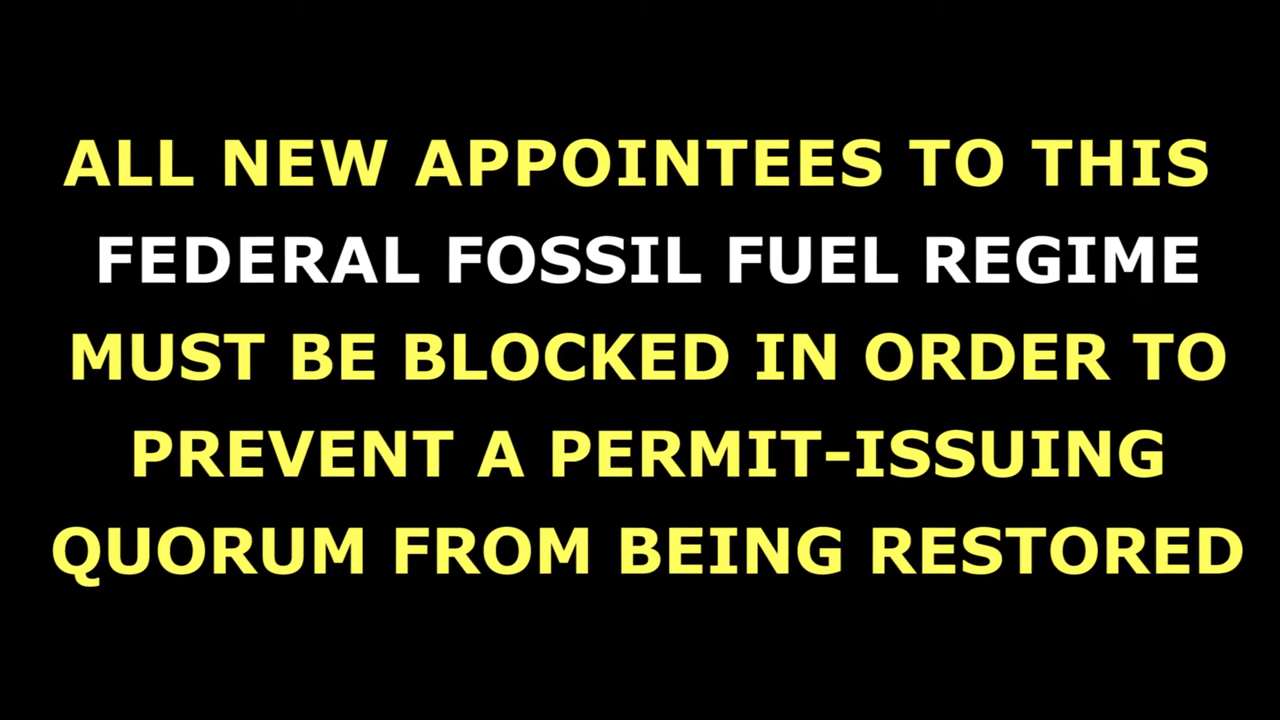 ALL NEW APPOINTEES TO THIS
FEDERAL FOSSIL FUEL REGIME
MUST BE BLOCKED IN ORDER TO
PREVENT A PERMIT-ISSUING
QUORUM FROM BEING RESTORED